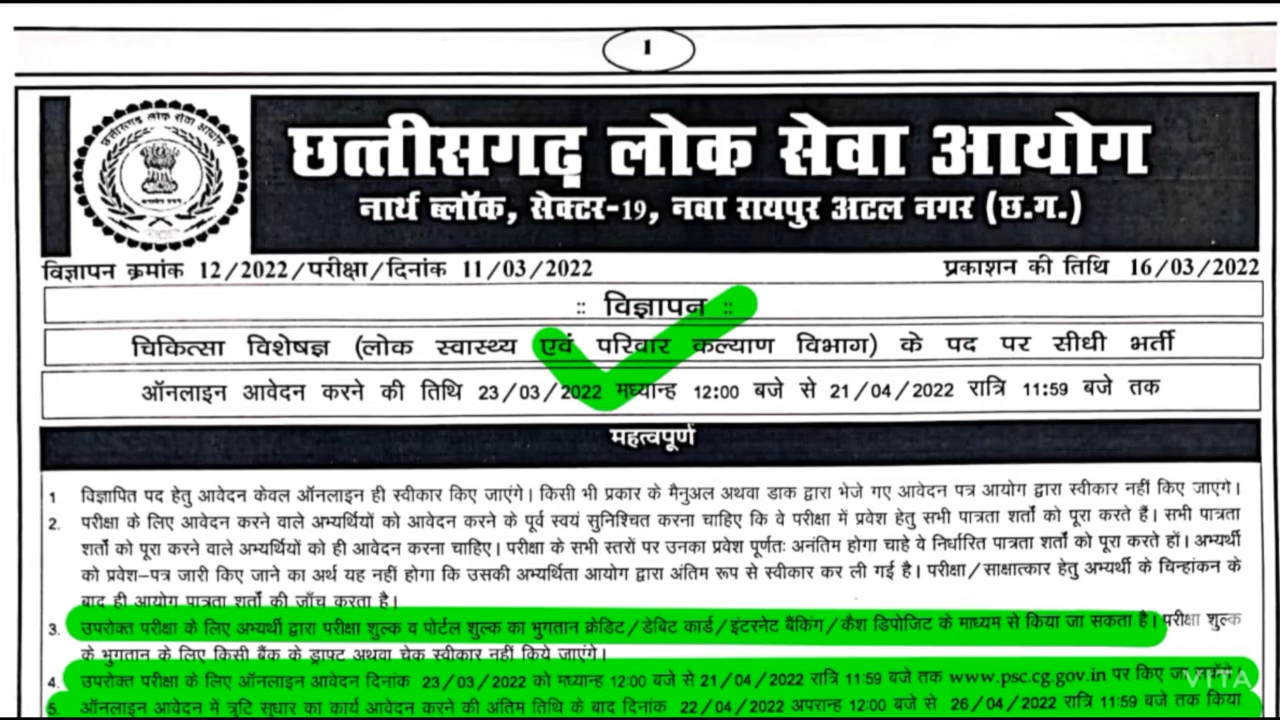 1
छत्तीसगढ़ लोक सेवा आयोग
छत्तीसगढ़ लोक सेवा आयोग
नार्थ ब्लॉक, सेक्टर-19, नवा रायपुर अटल नगर (छ.ग.)
विज्ञापन क्रमांक 12/2022/परीक्षा/दिनांक 11/03/2022 प्रकाशन की तिथि 16/03/2022
:: विज्ञापन ::
चिकित्सा विशेषज्ञ (लोक स्वास्थ्य एवं परिवार कल्याण विभाग) के पद पर सीधी भर्ती
ऑनलाइन आवेदन करने की तिथि 23/03/2022 मध्यान्ह 12:00 बजे से 21/04/2022 रात्रि 11:59 बजे तक
महत्वपूर्ण
1 विज्ञापित पद हेतु आवेदन केवल ऑनलाइन ही स्वीकार किए जाएंगे। किसी भी प्रकार के मैनुअल अथवा डाक द्वारा भेजे गए आवेदन पत्र आयोग द्वारा स्वीकार नहीं किए जाएंगे।
2. परीक्षा के लिए आवेदन करने वाले अभ्यर्थियों को आवेदन करने के पूर्व स्वयं सुनिश्चित करना चाहिए कि वे परीक्षा में प्रवेश हेतु सभी पात्रता शर्तो को पूरा करते हैं। सभी पात्रता
शर्तो को पूरा करने वाले अभ्यर्थियों को ही आवेदन करना चाहिए। परीक्षा के सभी स्तरों पर उनका प्रवेश पूर्णतः अनंतिम होगा चाहे वे निर्धारित पात्रता शर्तो को पूरा करते हों। अभ्यर्थी
को प्रवेश–पत्र जारी किए जाने का अर्थ यह नहीं होगा कि उसकी अभ्यर्थिता आयोग द्वारा अंतिम रूप से स्वीकार कर ली गई है। परीक्षा/साक्षात्कार हेतु अभ्यर्थी के चिन्हांकन के
बाद ही आयोग पात्रता शर्तो की जाँच करता है।
3. उपरोक्त परीक्षा के लिए अभ्यर्थी द्वारा परीक्षा शुल्क व पोर्टल शुल्क का भुगतान क्रेडिट/डेबिट कार्ड/इंटरनेट बैंकिंग/कैश डिपोजिट के माध्यम से किया जा सकता है। परीक्षा शुल्क
के भुगतान के लिए किसी बैंक के ड्राफ्ट अथवा चेक स्वीकार नहीं किये जाएंगे।
4. उपरोक्त परीक्षा के लिए ऑनलाइन आवेदन दिनांक 23/03/2022 को मध्यान्ह 12:00 बजे से 21/04/2022 रात्रि 11:59 बजे तक www.psc.cg.gov.in पर किए जा
VITA
5. ऑनलाइन आवेदन में त्रुटि सुधार का कार्य आवेदन करने की अंतिम तिथि के बाद दिनांक 22/04/2022 अपरान्ह 12:00 बजे से 26/04/2022 रात्रि 11:59 बजे तक किया